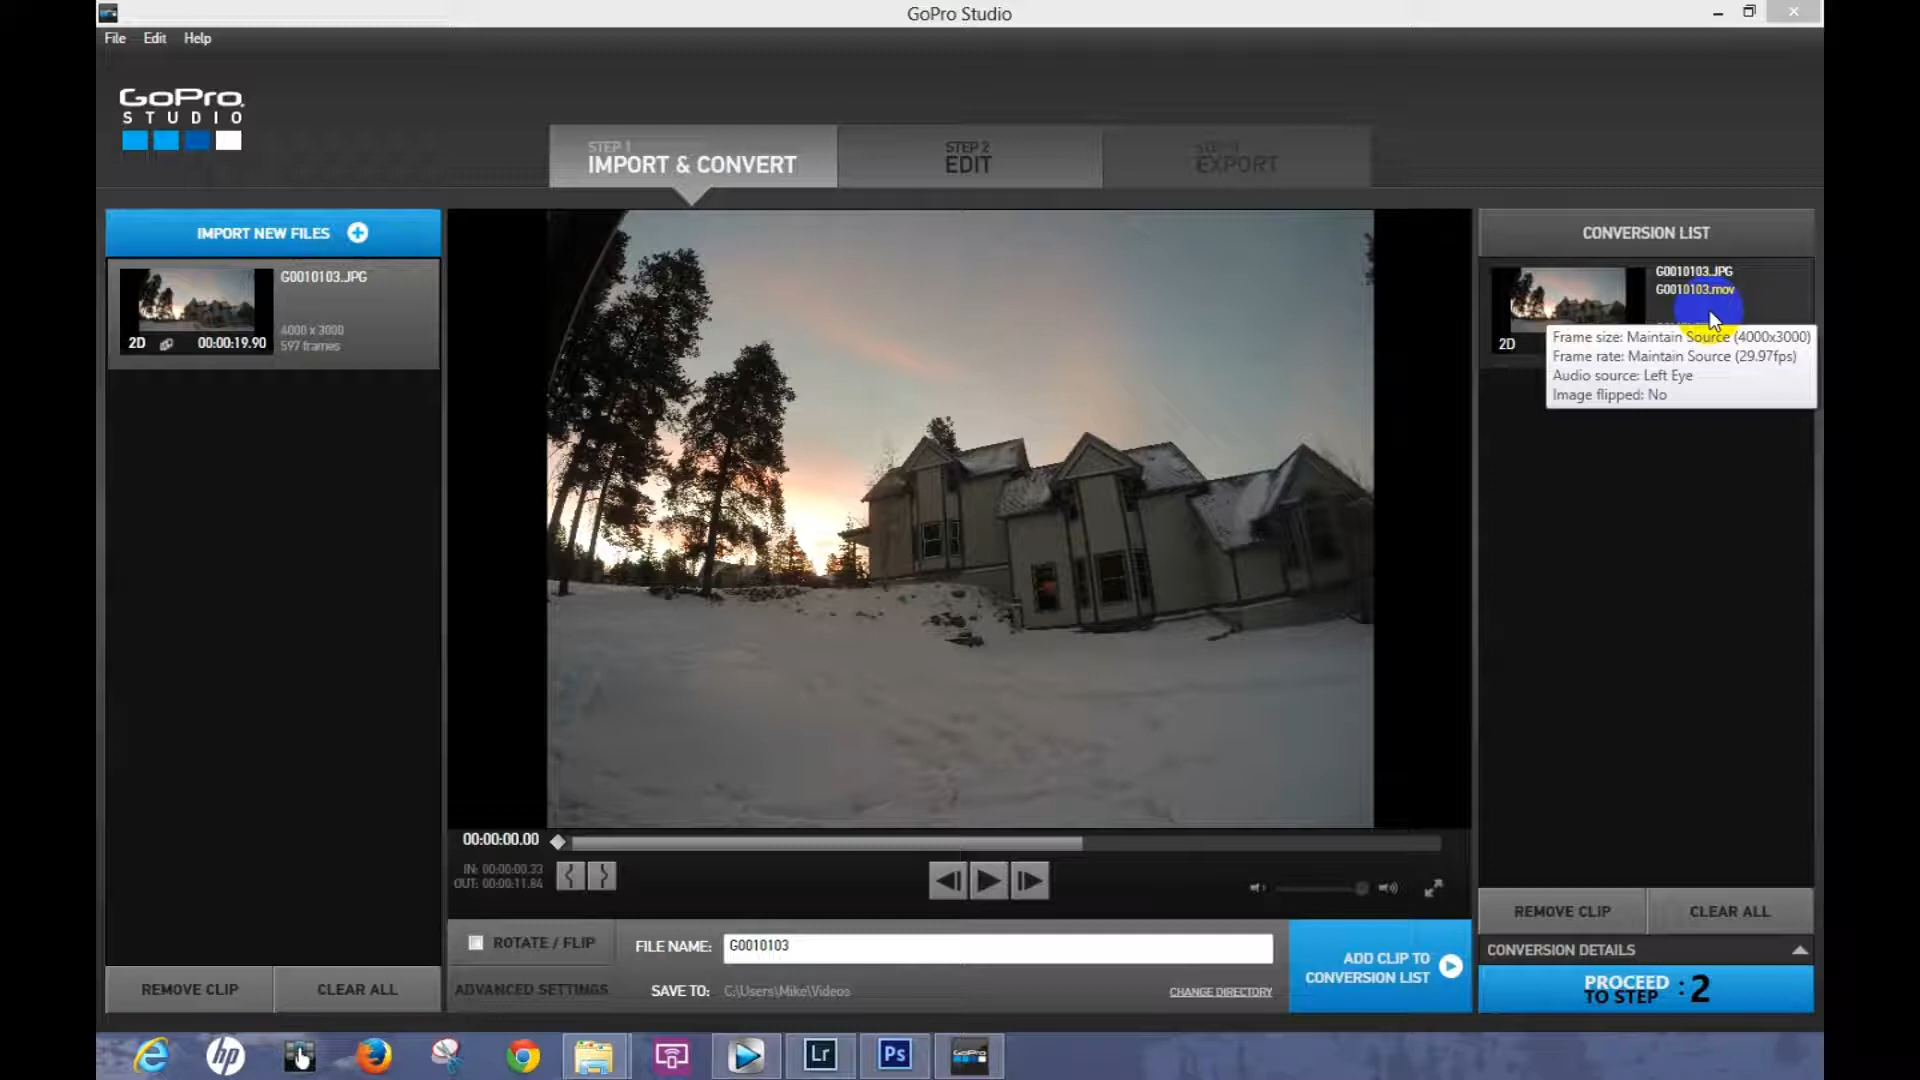 GoPro Studio
File Edit Help
GoPro
STUDIO
STEP 1
IMPORT & CONVERT
STEP 2
EDIT
EXPORT
IMPORT NEW FILES
G0010103.JPG
4000 x 3000
597 frames
2D 00:00:19.90
CONVERSION LIST
G0010103.JPG
G0010103.mov
2D
Frame size: Maintain Source (4000x3000)
Frame rate: Maintain Source (29.97fps)
Audio source: Left Eye
Image flipped: No
00:00:00.00
IN: 00:00:00.33
OUT: 00:00:11.84
ROTATE / FLIP
ADVANCED SETTINGS
FILE NAME: G0010103
SAVE TO: C:\Users\Mike\Videos
CHANGE DIRECTORY
ADD CLIP TO
CONVERSION LIST
REMOVE CLIP CLEAR ALL
REMOVE CLIP CLEAR ALL
CONVERSION DETAILS
PROCEED
TO STEP : 2
hp
Lr
Ps
GoPro